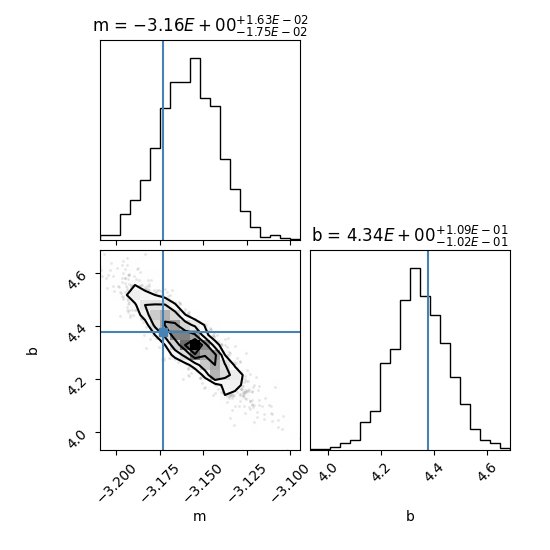 m = −3.16E + 00+1.63E − 02 −1.75E − 02
b = 4.34E + 00+1.09E − 01 −1.02E − 01
4.6
4.4
4.2
4.0
b
−3.200 −3.175 −3.150 −3.125 −3.100
m
4.0 4.2 4.4 4.6
b